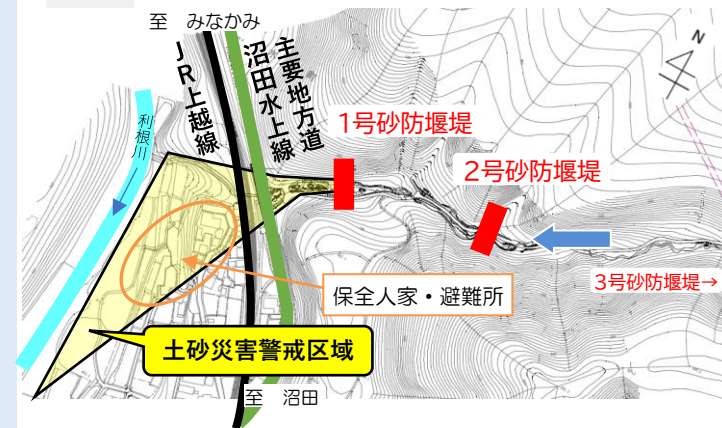 至 みなかみ
N
JR上越線
主要地方道
沼田水上線
利根川
1号砂防堰堤
2号砂防堰堤
3号砂防堰堤→
保全人家・避難所
土砂災害警戒区域
至 沼田